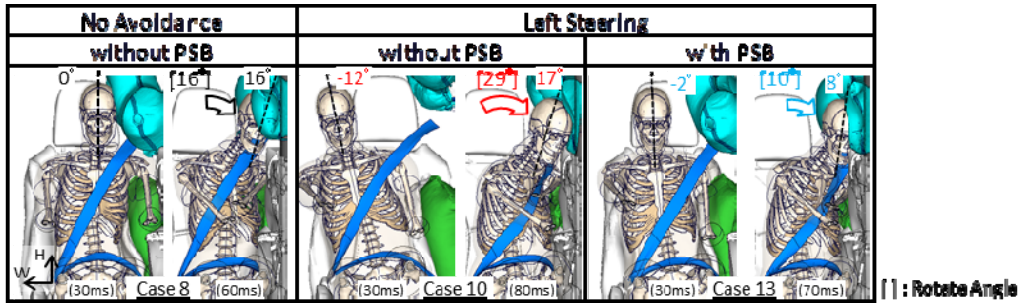 No Avoidance Left Steering
without PSB without PSB with PSB
0° [16°] 16° -12° [29°] 17° -2° [10°] 8°
H
W
(30ms) Case 8 (60ms) (30ms) Case 10 (80ms) (30ms) Case 13 (70ms) [ ] : Rotate Angle